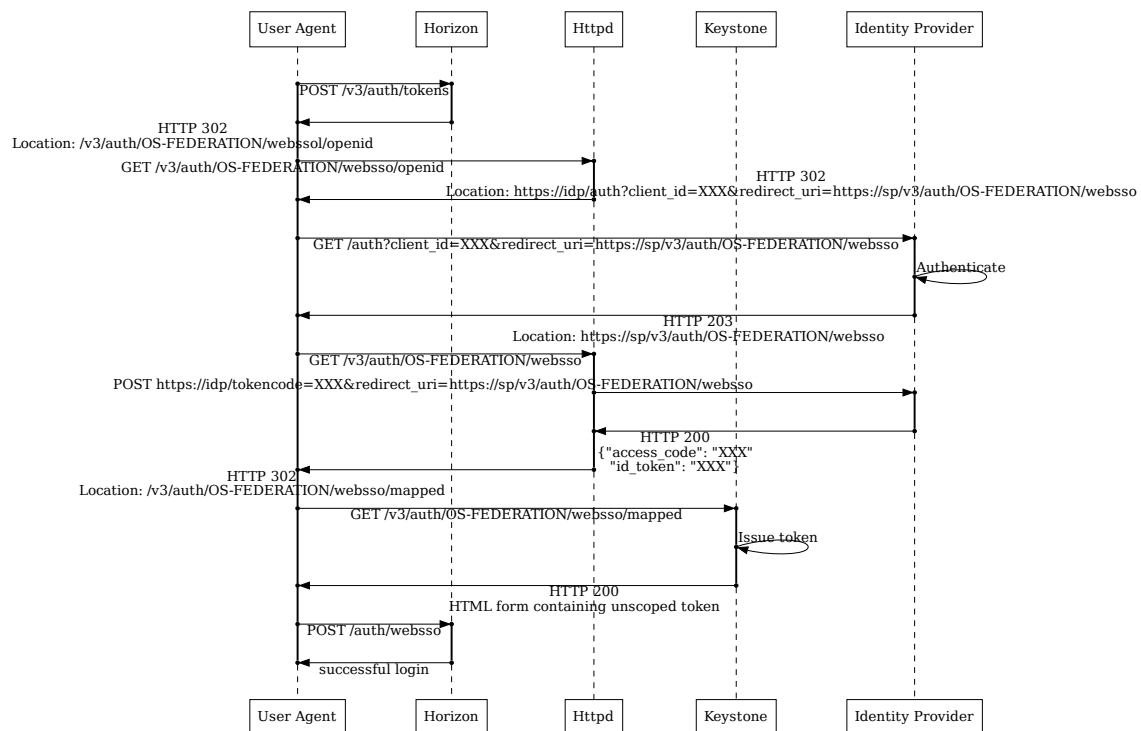 User Agent
Horizon
Httpd
Keystone
Identity Provider
POST /v3/auth/tokens
HTTP 302
Location: /v3/auth/OS-FEDERATION/webssol/openid
GET /v3/auth/OS-FEDERATION/websso/openid
HTTP 302
Location: https://idp/auth?client_id=XXX&redirect_uri=https://sp/v3/auth/OS-FEDERATION/websso
GET /auth?client_id=XXX&redirect_uri=https://sp/v3/auth/OS-FEDERATION/websso
Authenticate
HTTP 203
Location: https://sp/v3/auth/OS-FEDERATION/websso
GET /v3/auth/OS-FEDERATION/websso
POST https://idp/tokencode=XXX&redirect_uri=https://sp/v3/auth/OS-FEDERATION/websso
HTTP 200
{"access_code": "XXX"
"id_token": "XXX"}
HTTP 302
Location: /v3/auth/OS-FEDERATION/websso/mapped
GET /v3/auth/OS-FEDERATION/websso/mapped
Issue token
HTTP 200
HTML form containing unscoped token
POST /auth/websso
successful login
User Agent
Horizon
Httpd
Keystone
Identity Provider